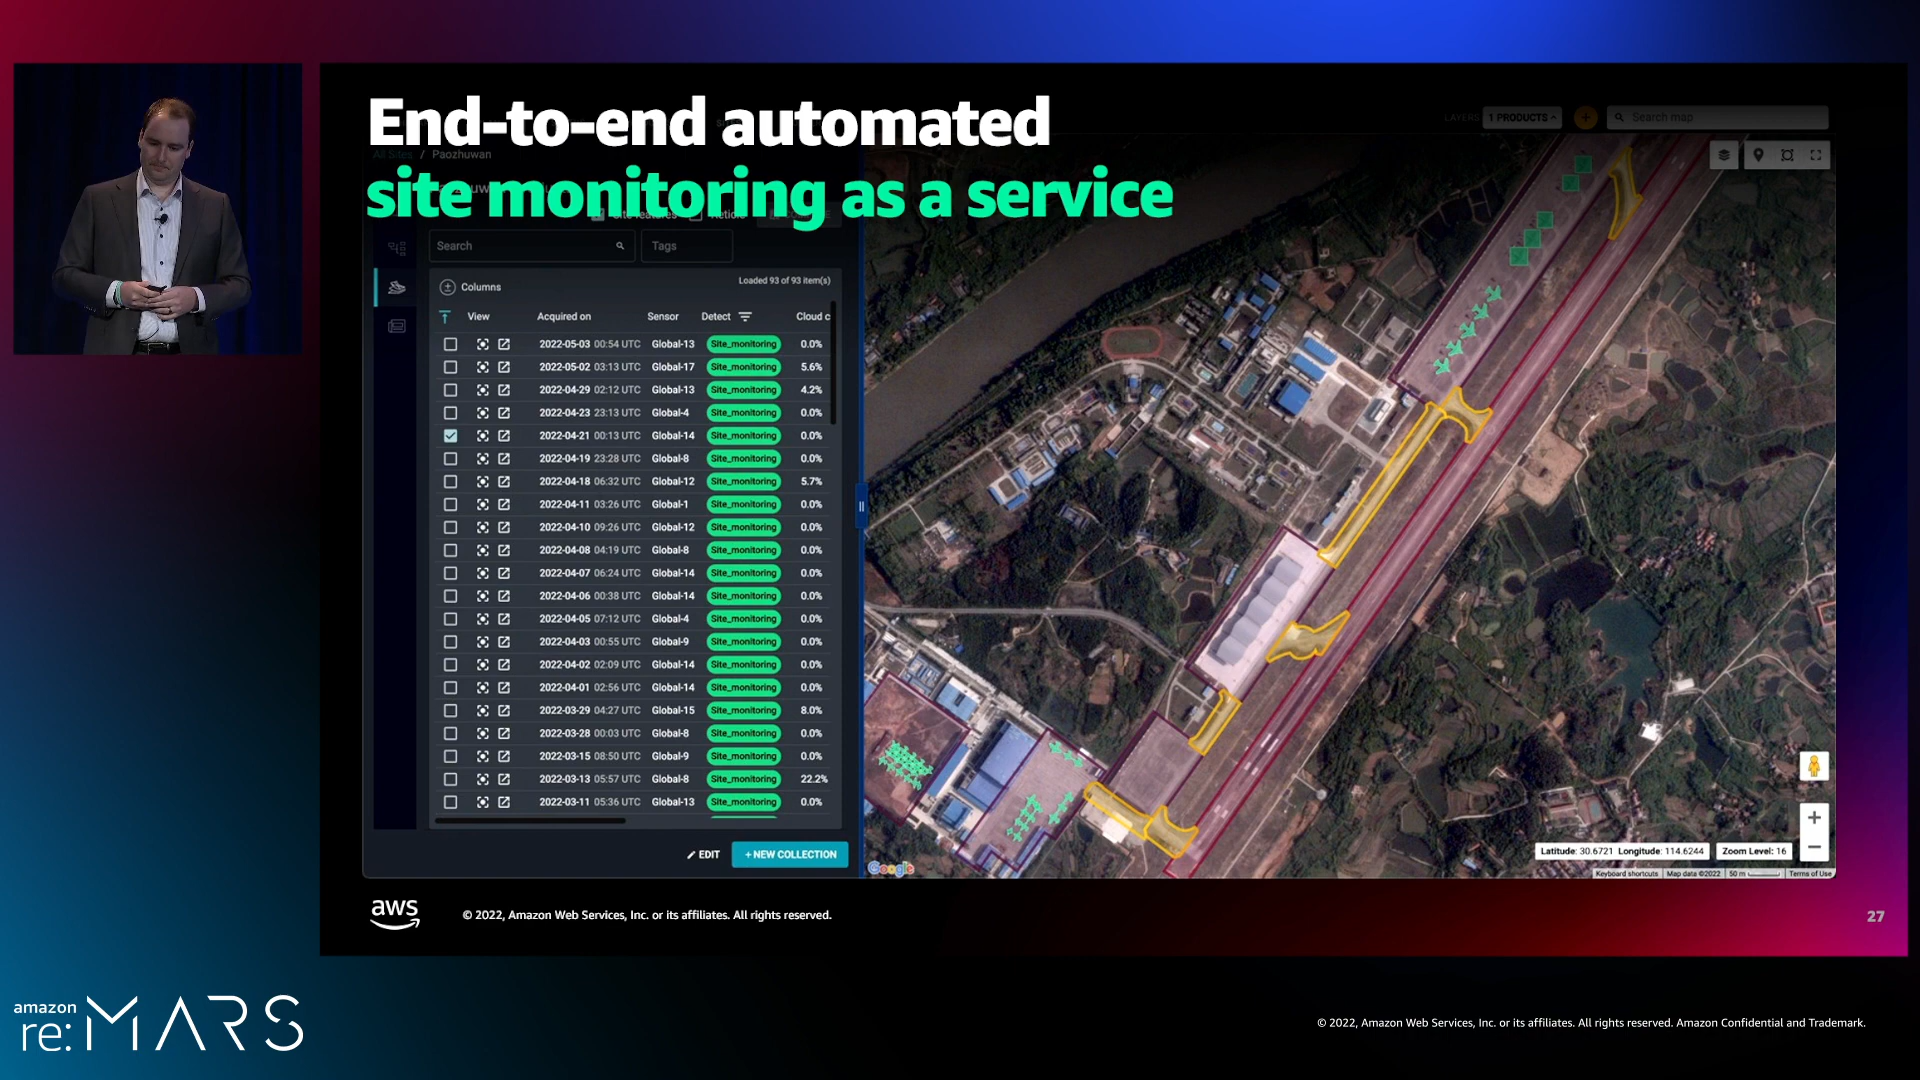 End-to-end automated
site monitoring as a service
All Sites / Paozhuwan
LAYERS 1 PRODUCTS
Search map
Search
Tags
Columns
Loaded 93 of 93 item(s)
View Acquired on Sensor Detect Cloud c
2022-05-03 00:54 UTC Global-13 Site_monitoring 0.0%
2022-05-02 03:13 UTC Global-17 Site_monitoring 5.6%
2022-04-29 02:12 UTC Global-13 Site_monitoring 4.2%
2022-04-23 23:13 UTC Global-4 Site_monitoring 0.0%
2022-04-21 00:13 UTC Global-14 Site_monitoring 0.0%
2022-04-19 23:28 UTC Global-8 Site_monitoring 0.0%
2022-04-18 06:32 UTC Global-12 Site_monitoring 5.7%
2022-04-11 03:26 UTC Global-1 Site_monitoring 0.0%
2022-04-10 09:26 UTC Global-12 Site_monitoring 0.0%
2022-04-08 04:19 UTC Global-8 Site_monitoring 0.0%
2022-04-07 06:24 UTC Global-14 Site_monitoring 0.0%
2022-04-06 00:38 UTC Global-14 Site_monitoring 0.0%
2022-04-05 07:12 UTC Global-4 Site_monitoring 0.0%
2022-04-03 00:55 UTC Global-9 Site_monitoring 0.0%
2022-04-02 02:09 UTC Global-14 Site_monitoring 0.0%
2022-04-01 02:56 UTC Global-14 Site_monitoring 0.0%
2022-03-29 04:27 UTC Global-15 Site_monitoring 8.0%
2022-03-28 00:03 UTC Global-8 Site_monitoring 0.0%
2022-03-15 08:50 UTC Global-9 Site_monitoring 0.0%
2022-03-13 05:57 UTC Global-8 Site_monitoring 22.2%
2022-03-11 05:36 UTC Global-13 Site_monitoring 0.0%
EDIT
+ NEW COLLECTION
Google
Latitude: 30.6721 Longitude: 114.6244
Zoom Level: 16
Keyboard shortcuts Map data ©2022 50 m Terms of Use
aws
© 2022, Amazon Web Services, Inc. or its affiliates. All rights reserved.
27
amazon
re:MARS
© 2022, Amazon Web Services, Inc. or its affiliates. All rights reserved. Amazon Confidential and Trademark.